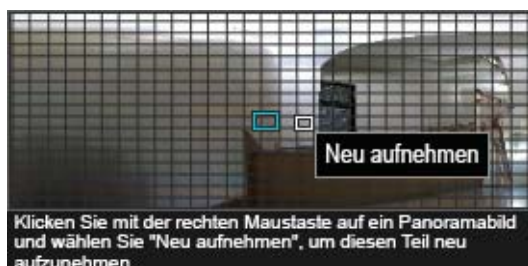 Neu aufnehmen
Klicken Sie mit der rechten Maustaste auf ein Panoramabild
und wählen Sie "Neu aufnehmen", um diesen Teil neu
aufzunehmen